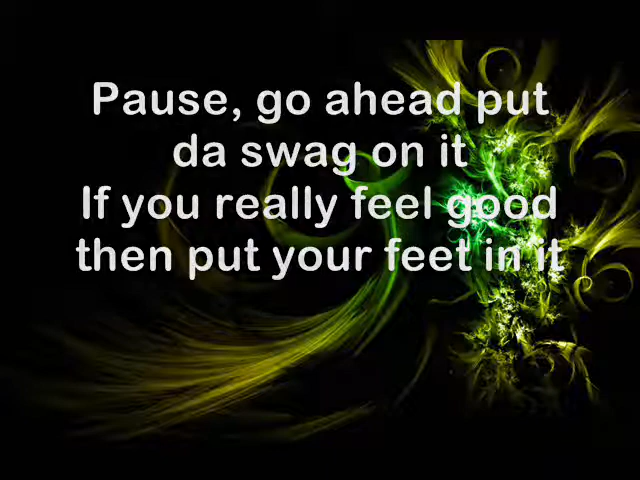 Pause, go ahead put
da swag on it
If you really feel good
then put your feet in it